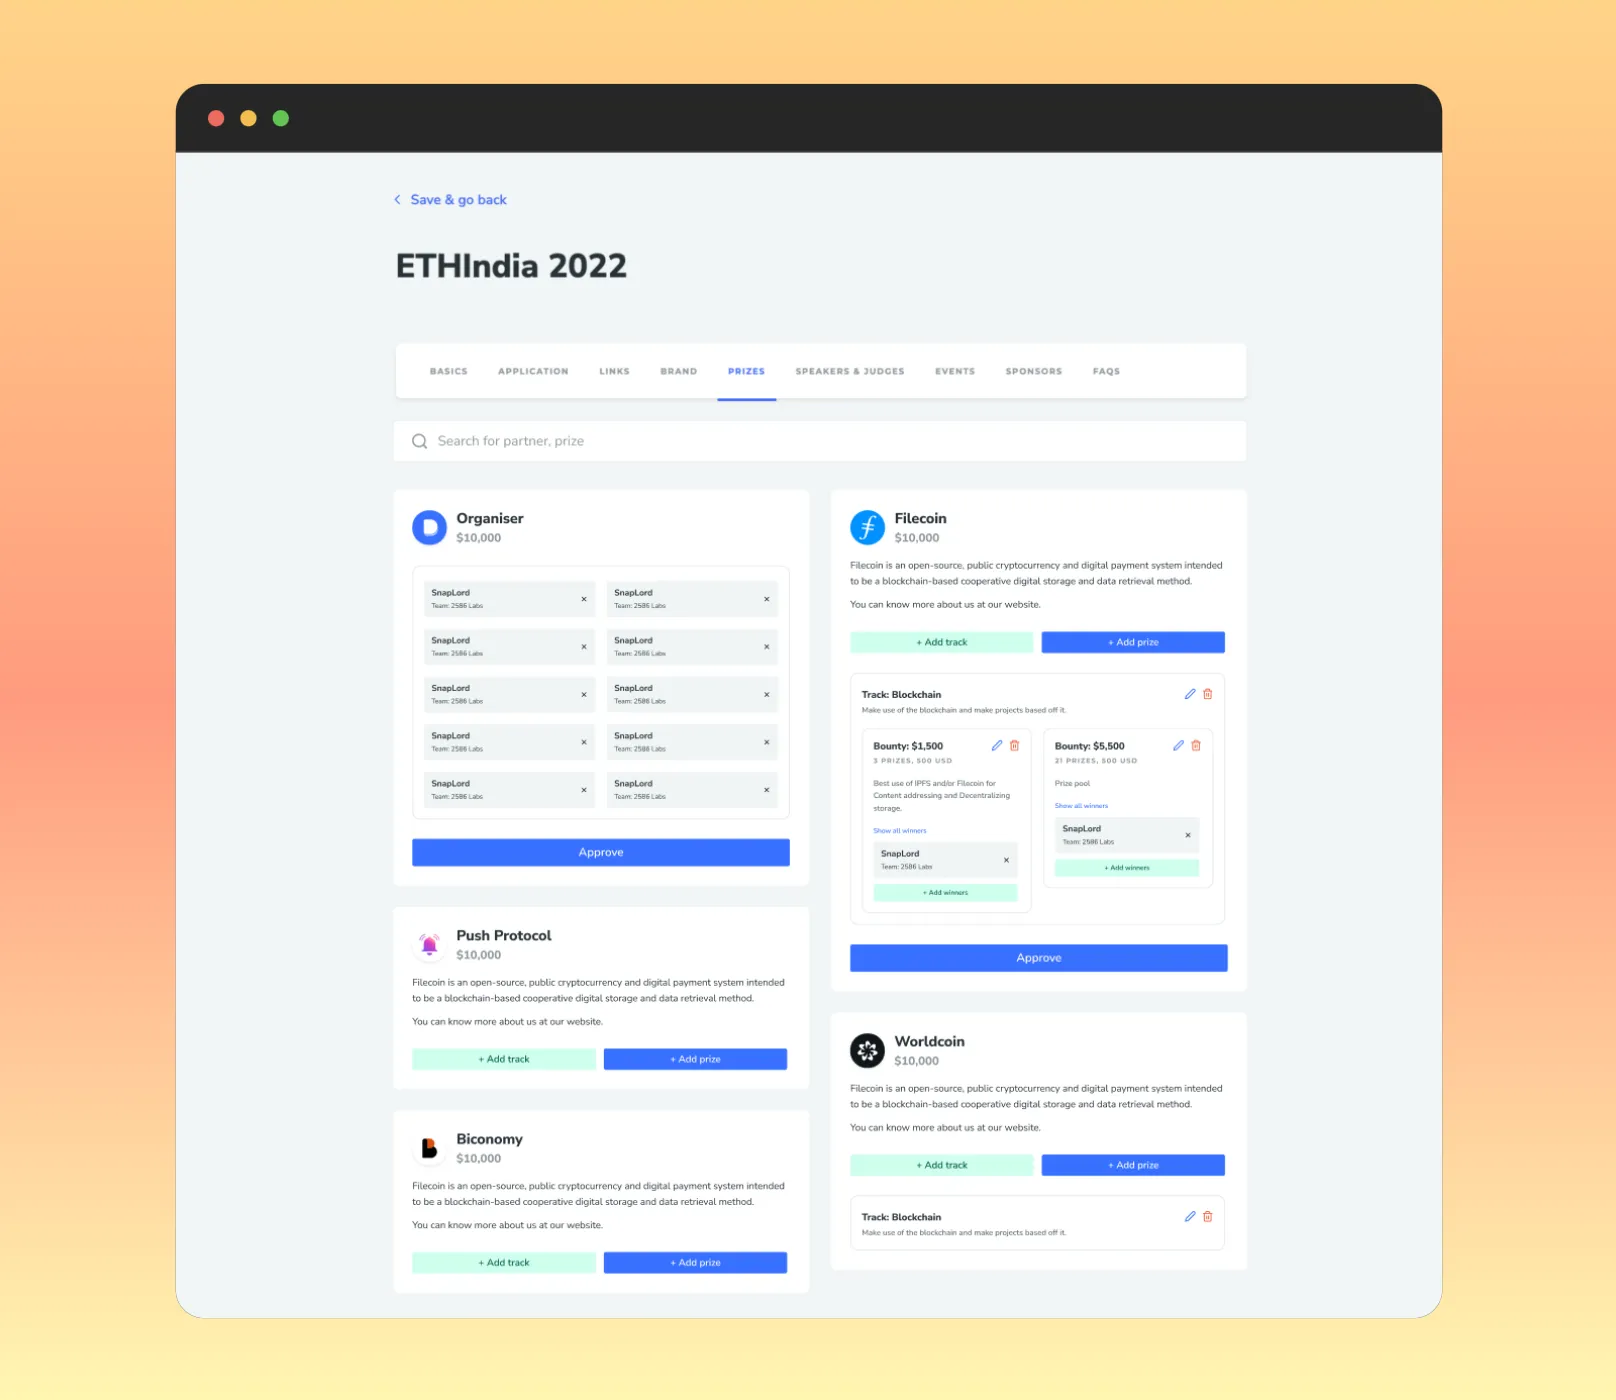 Save & go back
ETHIndia 2022
BASICS APPLICATION LINKS BRAND PRIZES SPEAKERS & JUDGES EVENTS SPONSORS FAQS
Search for partner, prize
Organiser
$10,000
SnapLord SnapLord
Team: 2586 Labs Team: 2586 Labs
SnapLord SnapLord
Team: 2586 Labs Team: 2586 Labs
SnapLord SnapLord
Team: 2586 Labs Team: 2586 Labs
SnapLord SnapLord
Team: 2586 Labs Team: 2586 Labs
SnapLord SnapLord
Team: 2586 Labs Team: 2586 Labs
Approve
Push Protocol
$10,000
Filecoin is an open-source, public cryptocurrency and digital payment system intended
to be a blockchain-based cooperative digital storage and data retrieval method.
You can know more about us at our website.
+ Add track + Add prize
Biconomy
$10,000
Filecoin is an open-source, public cryptocurrency and digital payment system intended
to be a blockchain-based cooperative digital storage and data retrieval method.
You can know more about us at our website.
+ Add track + Add prize
Filecoin
$10,000
Filecoin is an open-source, public cryptocurrency and digital payment system intended
to be a blockchain-based cooperative digital storage and data retrieval method.
You can know more about us at our website.
+ Add track + Add prize
Track: Blockchain
Make use of the blockchain and make projects based off it.
Bounty: $1,500
3 PRIZES, 500 USD
Best use of IPFS and/or Filecoin for
Content addressing and Decentralizing
storage.
Show all winners
SnapLord
Team: 2586 Labs
+ Add winners
Bounty: $5,500
21 PRIZES, 500 USD
Prize pool
Show all winners
SnapLord
Team: 2586 Labs
+ Add winners
Approve
Worldcoin
$10,000
Filecoin is an open-source, public cryptocurrency and digital payment system intended
to be a blockchain-based cooperative digital storage and data retrieval method.
You can know more about us at our website.
+ Add track + Add prize
Track: Blockchain
Make use of the blockchain and make projects based off it.